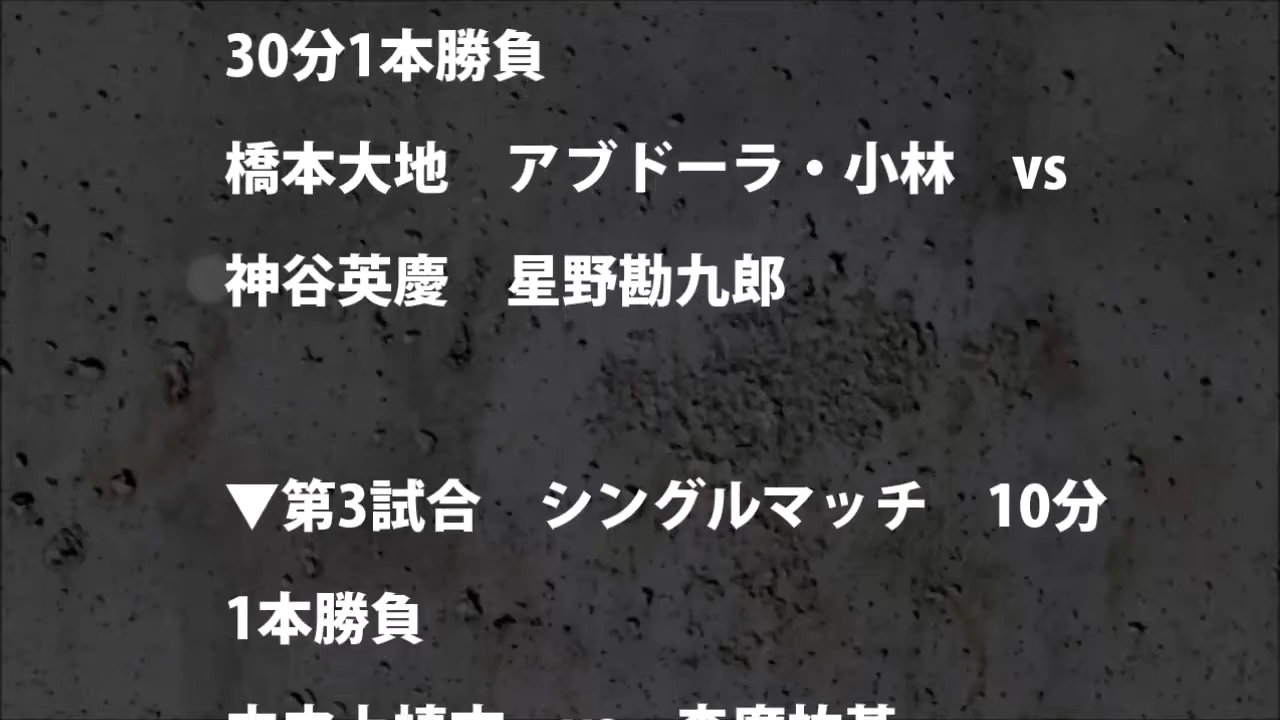 30分1本勝負
橋本大地　アブドーラ・小林　vs
神谷英慶　星野勘九郎
▼第3試合　シングルマッチ　10分
1本勝負
vs